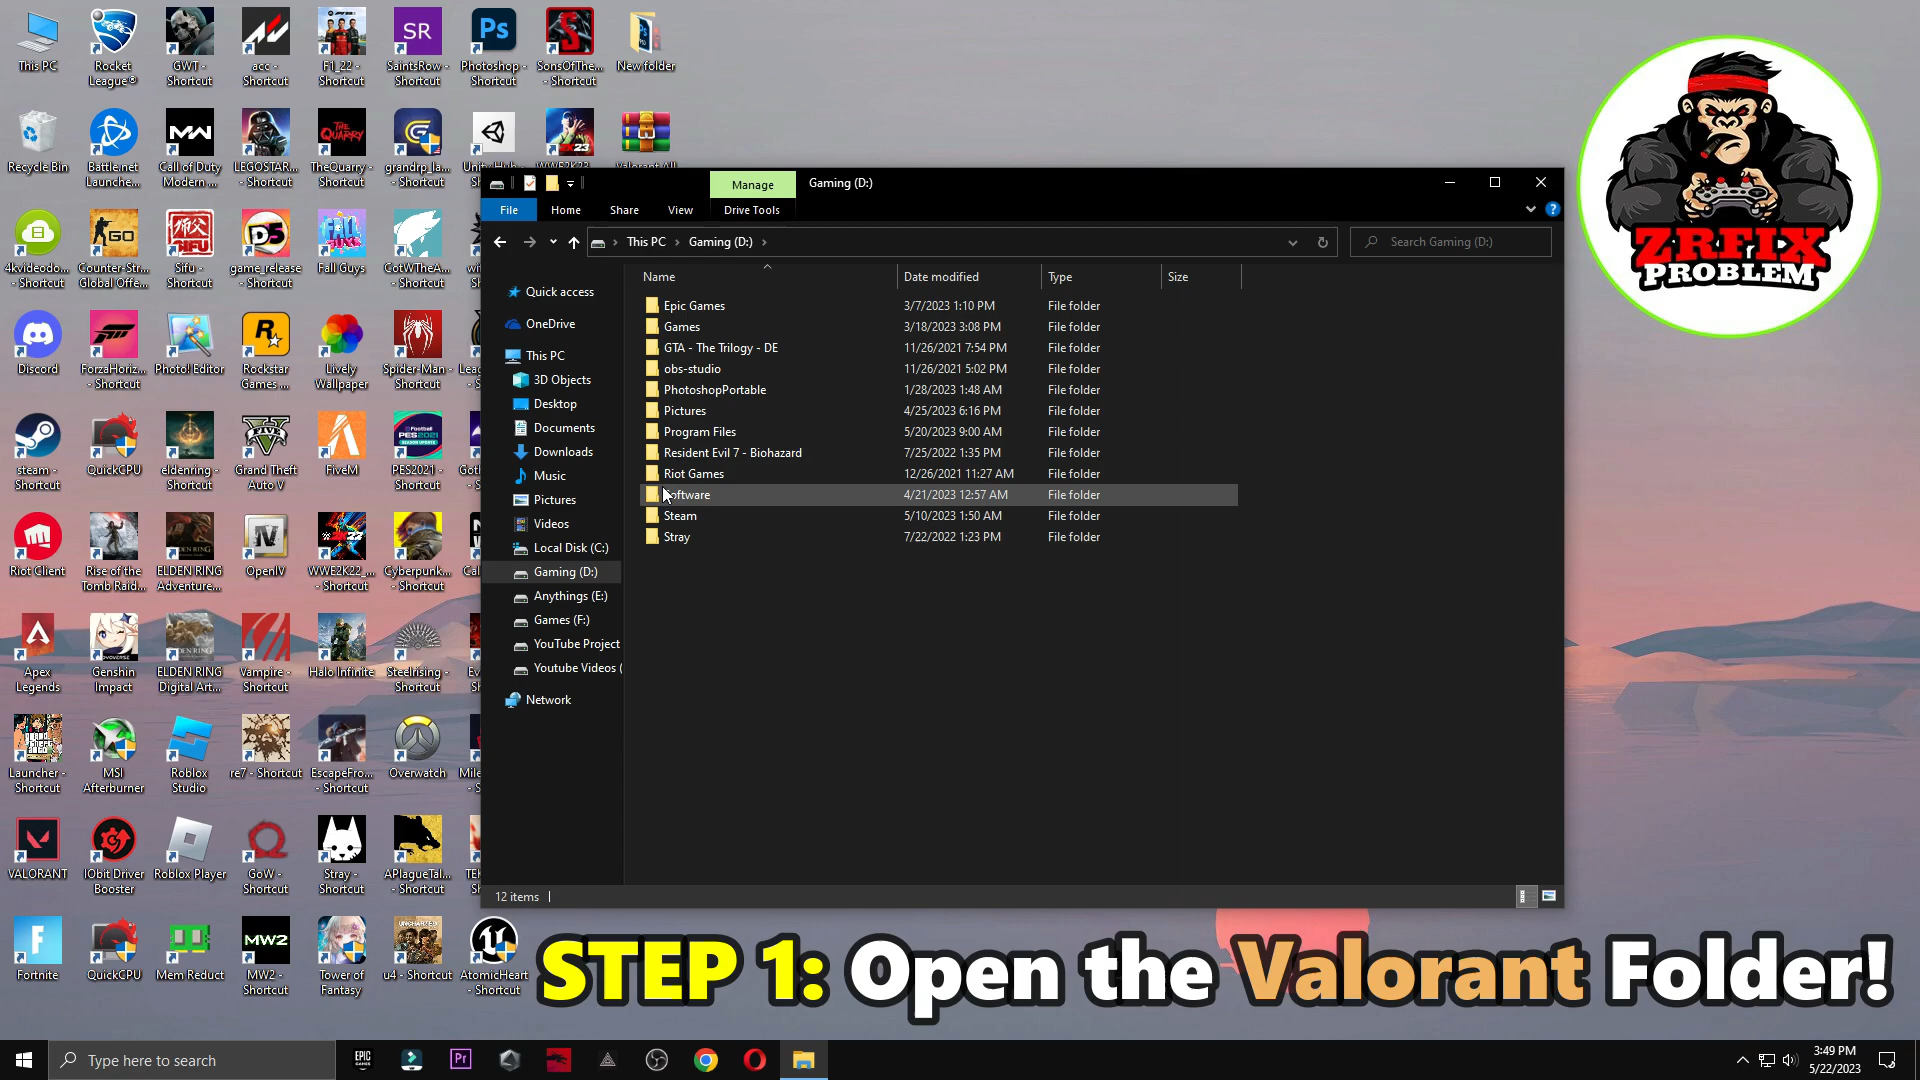 This PC
Rocket League®
GWT - Shortcut
acc - Shortcut
F1_22 - Shortcut
SaintsRow - Shortcut
Photoshop - Shortcut
SonsOfThe... - Shortcut
New folder
Recycle Bin
Battle.net Launche...
Call of Duty Modern ...
LEGOSTAR... - Shortcut
TheQuarry - Shortcut
grandrp_la... - Shortcut
4kvideodo... - Shortcut
Counter-Str... Global Offe...
Sifu - Shortcut
game_release - Shortcut
Fall Guys
CotWTheA... - Shortcut
Discord
ForzaHoriz... - Shortcut
Photo! Editor
Rockstar Games ...
Lively Wallpaper
Spider-Man - Shortcut
steam - Shortcut
QuickCPU
eldenring - Shortcut
Grand Theft Auto V
FiveM
PES2021 - Shortcut
Riot Client
Rise of the Tomb Raid...
ELDEN RING Adventure...
OpenIV
WWE2K22_... - Shortcut
Cyberpunk... - Shortcut
Apex Legends
Genshin Impact
ELDEN RING Digital Art...
Vampire - Shortcut
Halo Infinite
Steelrising - Shortcut
Launcher - Shortcut
MSI Afterburner
Roblox Studio
re7 - Shortcut
EscapeFro... - Shortcut
Overwatch
VALORANT
IObit Driver Booster
Roblox Player
GoW - Shortcut
Stray - Shortcut
APlagueTal... - Shortcut
Fortnite
QuickCPU
Mem Reduct
MW2 - Shortcut
Tower of Fantasy
u4 - Shortcut
AtomicHeart - Shortcut
Manage
Gaming (D:)
File
Home
Share
View
Drive Tools
This PC
Gaming (D:)
Search Gaming (D:)
Name
Date modified
Type
Size
Quick access
OneDrive
This PC
3D Objects
Desktop
Documents
Downloads
Music
Pictures
Videos
Local Disk (C:)
Gaming (D:)
Anythings (E:)
Games (F:)
YouTube Project
Youtube Videos (
Network
Epic Games 3/7/2023 1:10 PM File folder
Games 3/18/2023 3:08 PM File folder
GTA - The Trilogy - DE 11/26/2021 7:54 PM File folder
obs-studio 11/26/2021 5:02 PM File folder
PhotoshopPortable 1/28/2023 1:48 AM File folder
Pictures 4/25/2023 6:16 PM File folder
Program Files 5/20/2023 9:00 AM File folder
Resident Evil 7 - Biohazard 7/25/2022 1:35 PM File folder
Riot Games 12/26/2021 11:27 AM File folder
Software 4/21/2023 12:57 AM File folder
Steam 5/10/2023 1:50 AM File folder
Stray 7/22/2022 1:23 PM File folder
12 items
ZRFIX
PROBLEM
STEP 1: Open the Valorant Folder!
Type here to search
3:49 PM
5/22/2023